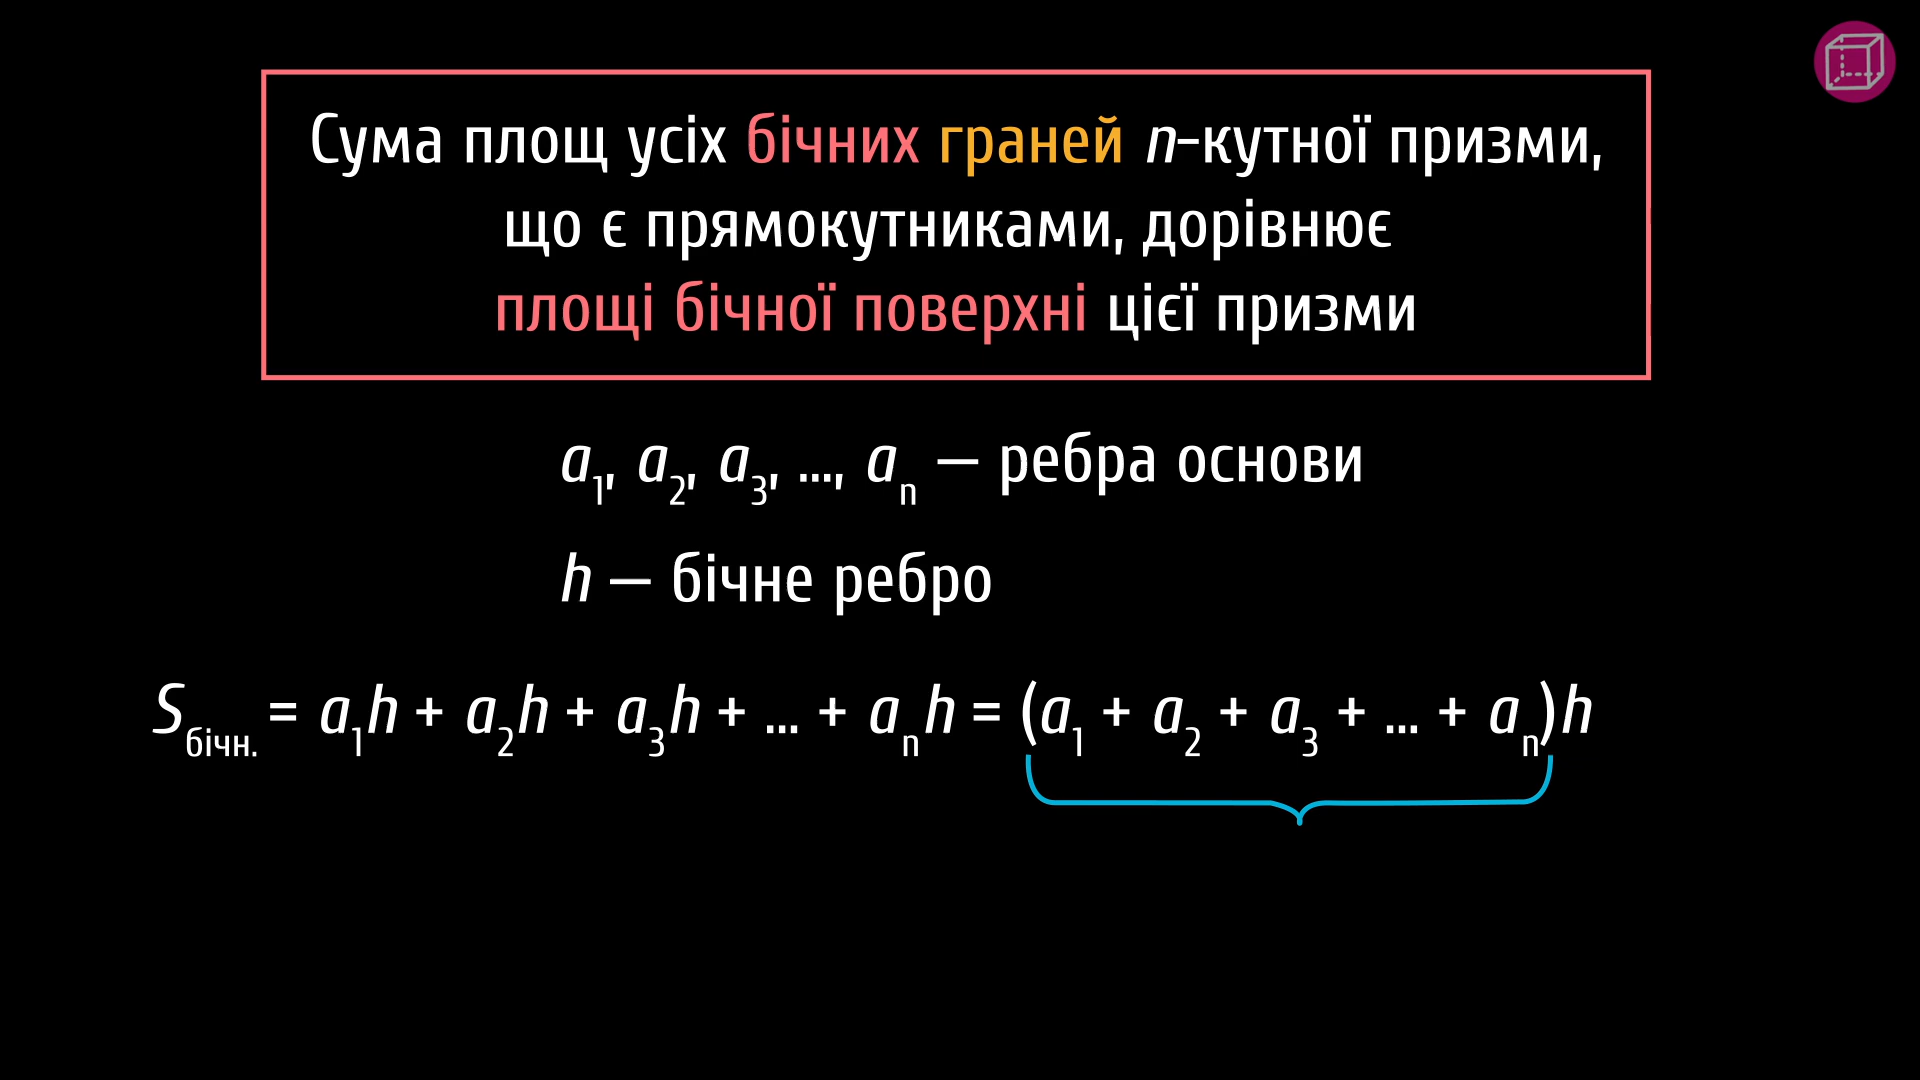 Сума площ усіх бічних граней n-кутної призми,
що є прямокутниками, дорівнює
площі бічної поверхні цієї призми
a₁, a₂, a₃, ..., aₙ — ребра основи
h — бічне ребро
Sбічн. = a₁h + a₂h + a₃h + ... + aₙh = (a₁ + a₂ + a₃ + ... + aₙ)h